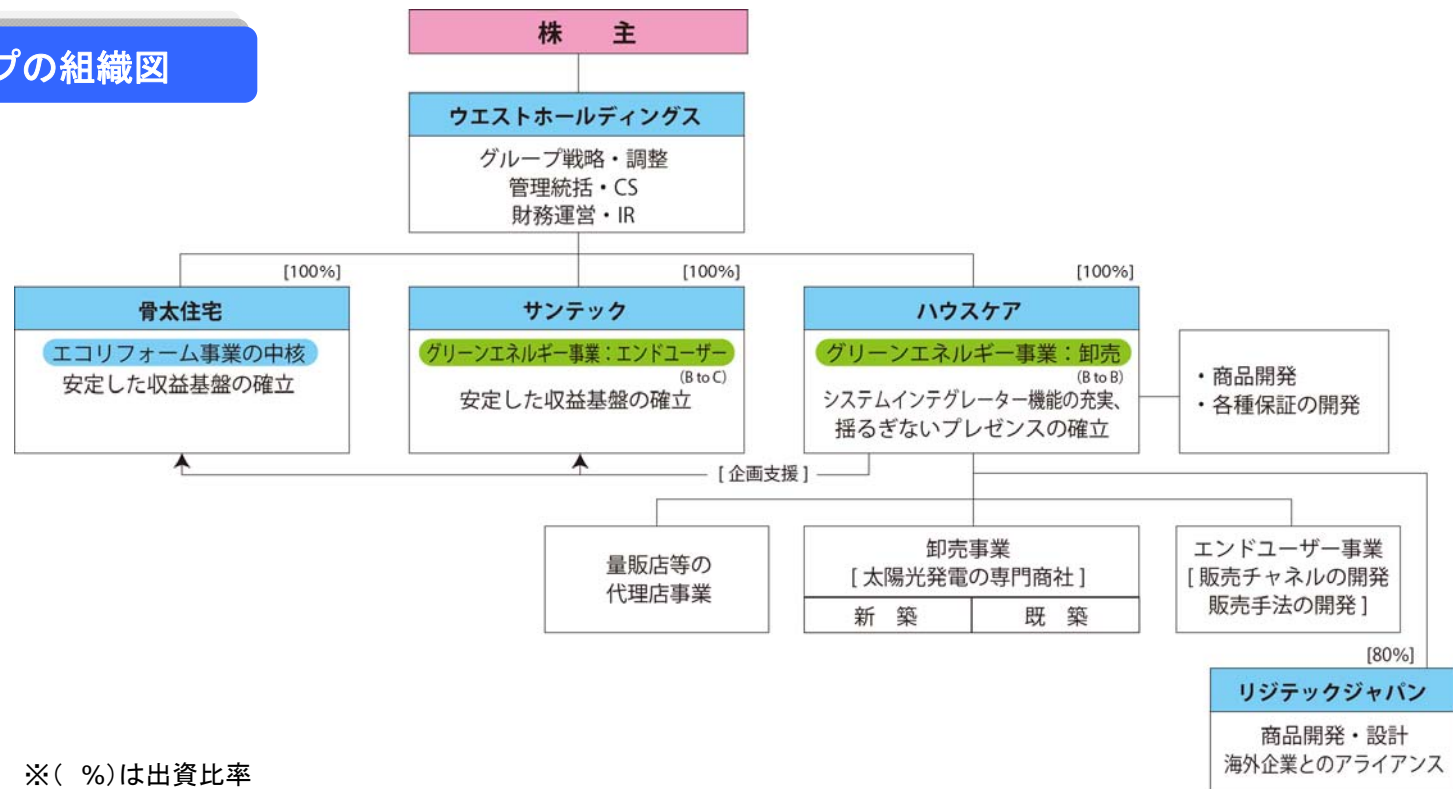 プの組織図
株 主
ウエストホールディングス
グループ戦略・調整
管理統括・CS
財務運営・IR
[100%]
骨太住宅
エコリフォーム事業の中核
安定した収益基盤の確立
[100%]
サンテック
グリーンエネルギー事業：エンドユーザー
(B to C)
安定した収益基盤の確立
[100%]
ハウスケア
グリーンエネルギー事業：卸売
(B to B)
システムインテグレーター機能の充実、
揺るぎないプレゼンスの確立
・商品開発
・各種保証の開発
[ 企画支援 ]
量販店等の
代理店事業
卸売事業
[ 太陽光発電の専門商社 ]
新 築
既 築
エンドユーザー事業
[ 販売チャネルの開発
販売手法の開発 ]
[80%]
リジテックジャパン
商品開発・設計
海外企業とのアライアンス
※( %)は出資比率